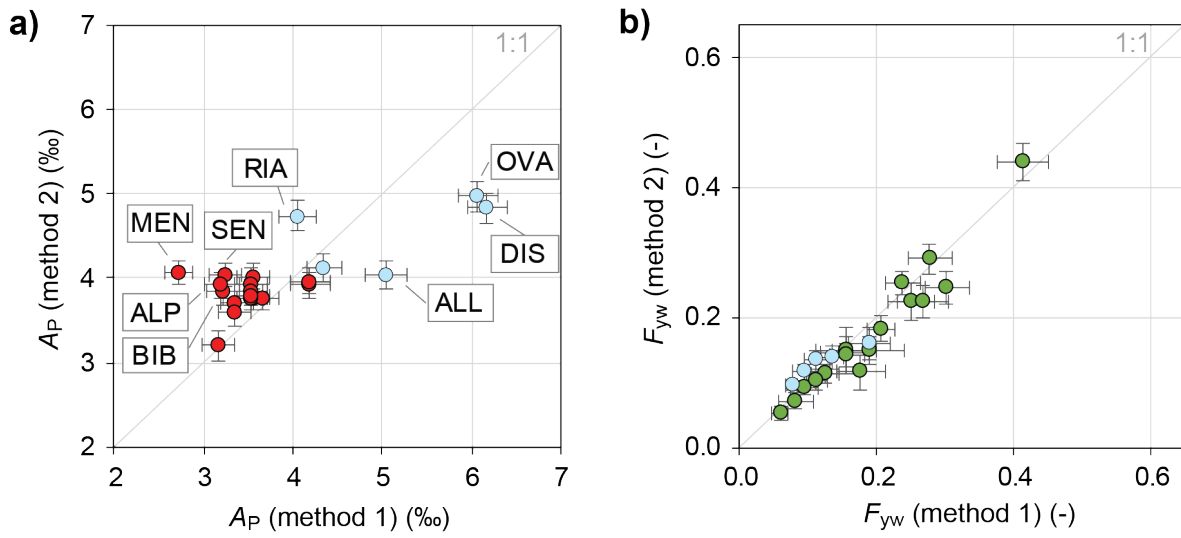 a)
7
6
5
4
3
2
2
3
4
5
6
7
1:1
RIA
OVA
MEN
SEN
DIS
ALP
ALL
BIB
A_P (method 2) (‰)
A_P (method 1) (‰)
b)
0.6
0.4
0.2
0.0
0.0
0.2
0.4
0.6
1:1
F_yw (method 2) (-)
F_yw (method 1) (-)